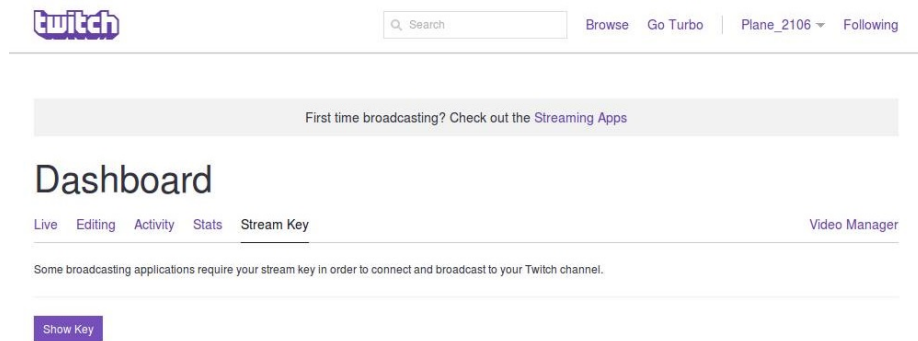 twitch
Search Browse Go Turbo Plane_2106 Following
First time broadcasting? Check out the Streaming Apps
Dashboard
Live Editing Activity Stats Stream Key Video Manager
Some broadcasting applications require your stream key in order to connect and broadcast to your Twitch channel.
Show Key